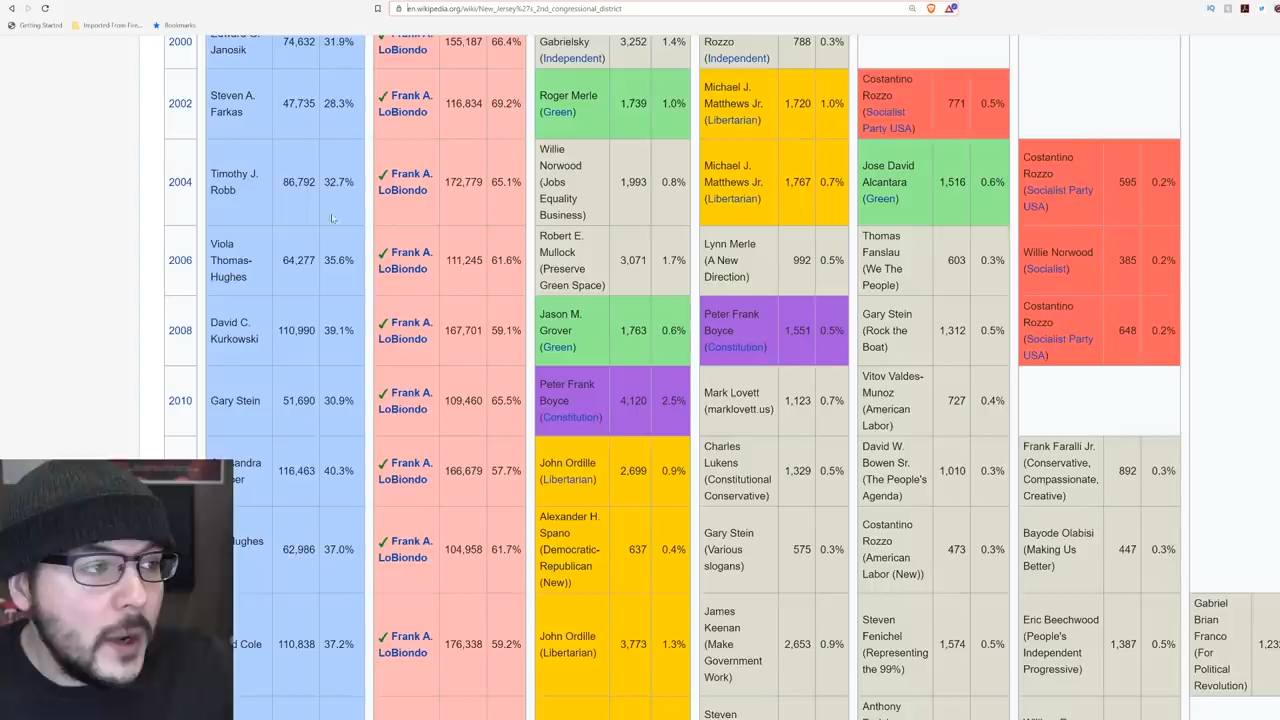 en.wikipedia.org/wiki/New_Jersey%27s_2nd_congressional_district
Getting Started
Imported From Fire...
Bookmarks
2000
Janosik
74,632 31.9%
Frank A.
LoBiondo
155,187 66.4%
Gabrielsky
(Independent)
3,252 1.4%
Rozzo
(Independent)
788 0.3%
2002
Steven A.
Farkas
47,735 28.3%
✓ Frank A.
LoBiondo
116,834 69.2%
Roger Merle
(Green)
1,739 1.0%
Michael J.
Matthews Jr.
(Libertarian)
1,720 1.0%
Costantino
Rozzo
(Socialist
Party USA)
771 0.5%
2004
Timothy J.
Robb
86,792 32.7%
✓ Frank A.
LoBiondo
172,779 65.1%
Willie
Norwood
(Jobs
Equality
Business)
1,993 0.8%
Michael J.
Matthews Jr.
(Libertarian)
1,767 0.7%
Jose David
Alcantara
(Green)
1,516 0.6%
Costantino
Rozzo
(Socialist Party
USA)
595 0.2%
2006
Viola
Thomas-
Hughes
64,277 35.6%
✓ Frank A.
LoBiondo
111,245 61.6%
Robert E.
Mullock
(Preserve
Green Space)
3,071 1.7%
Lynn Merle
(A New
Direction)
992 0.5%
Thomas
Fanslau
(We The
People)
603 0.3%
Willie Norwood
(Socialist)
385 0.2%
2008
David C.
Kurkowski
110,990 39.1%
✓ Frank A.
LoBiondo
167,701 59.1%
Jason M.
Grover
(Green)
1,763 0.6%
Peter Frank
Boyce
(Constitution)
1,551 0.5%
Gary Stein
(Rock the
Boat)
1,312 0.5%
Costantino
Rozzo
(Socialist Party
USA)
648 0.2%
2010
Gary Stein
51,690 30.9%
✓ Frank A.
LoBiondo
109,460 65.5%
Peter Frank
Boyce
(Constitution)
4,120 2.5%
Mark Lovett
(marklovett.us)
1,123 0.7%
Vitov Valdes-
Munoz
(American
Labor)
727 0.4%
116,463 40.3%
✓ Frank A.
LoBiondo
166,679 57.7%
John Ordille
(Libertarian)
2,699 0.9%
Charles
Lukens
(Constitutional
Conservative)
1,329 0.5%
David W.
Bowen Sr.
(The People's
Agenda)
1,010 0.3%
Frank Faralli Jr.
(Conservative,
Compassionate,
Creative)
892 0.3%
62,986 37.0%
✓ Frank A.
LoBiondo
104,958 61.7%
Alexander H.
Spano
(Democratic-
Republican
(New))
637 0.4%
Gary Stein
(Various
slogans)
575 0.3%
Costantino
Rozzo
(American
Labor (New))
473 0.3%
Bayode Olabisi
(Making Us
Better)
447 0.3%
Cole
110,838 37.2%
✓ Frank A.
LoBiondo
176,338 59.2%
John Ordille
(Libertarian)
3,773 1.3%
James
Keenan
(Make
Government
Work)
2,653 0.9%
Steven
Fenichel
(Representing
the 99%)
1,574 0.5%
Eric Beechwood
(People's
Independent
Progressive)
1,387 0.5%
Gabriel
Brian
Franco
(For
Political
Revolution)
Steven
Anthony